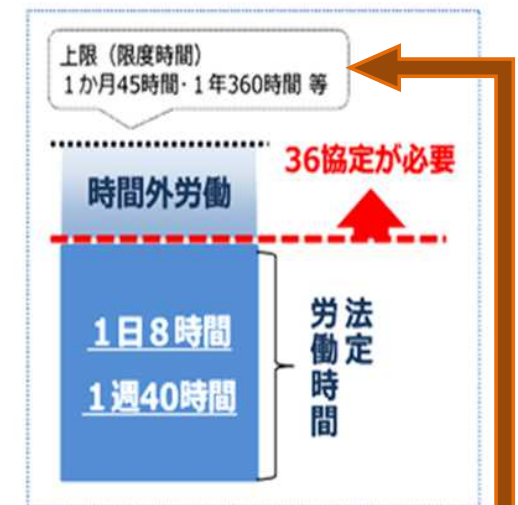 上限（限度時間）
１か月45時間･１年360時間 等
36協定が必要
時間外労働
１日８時間
１週40時間
法定
労働時間